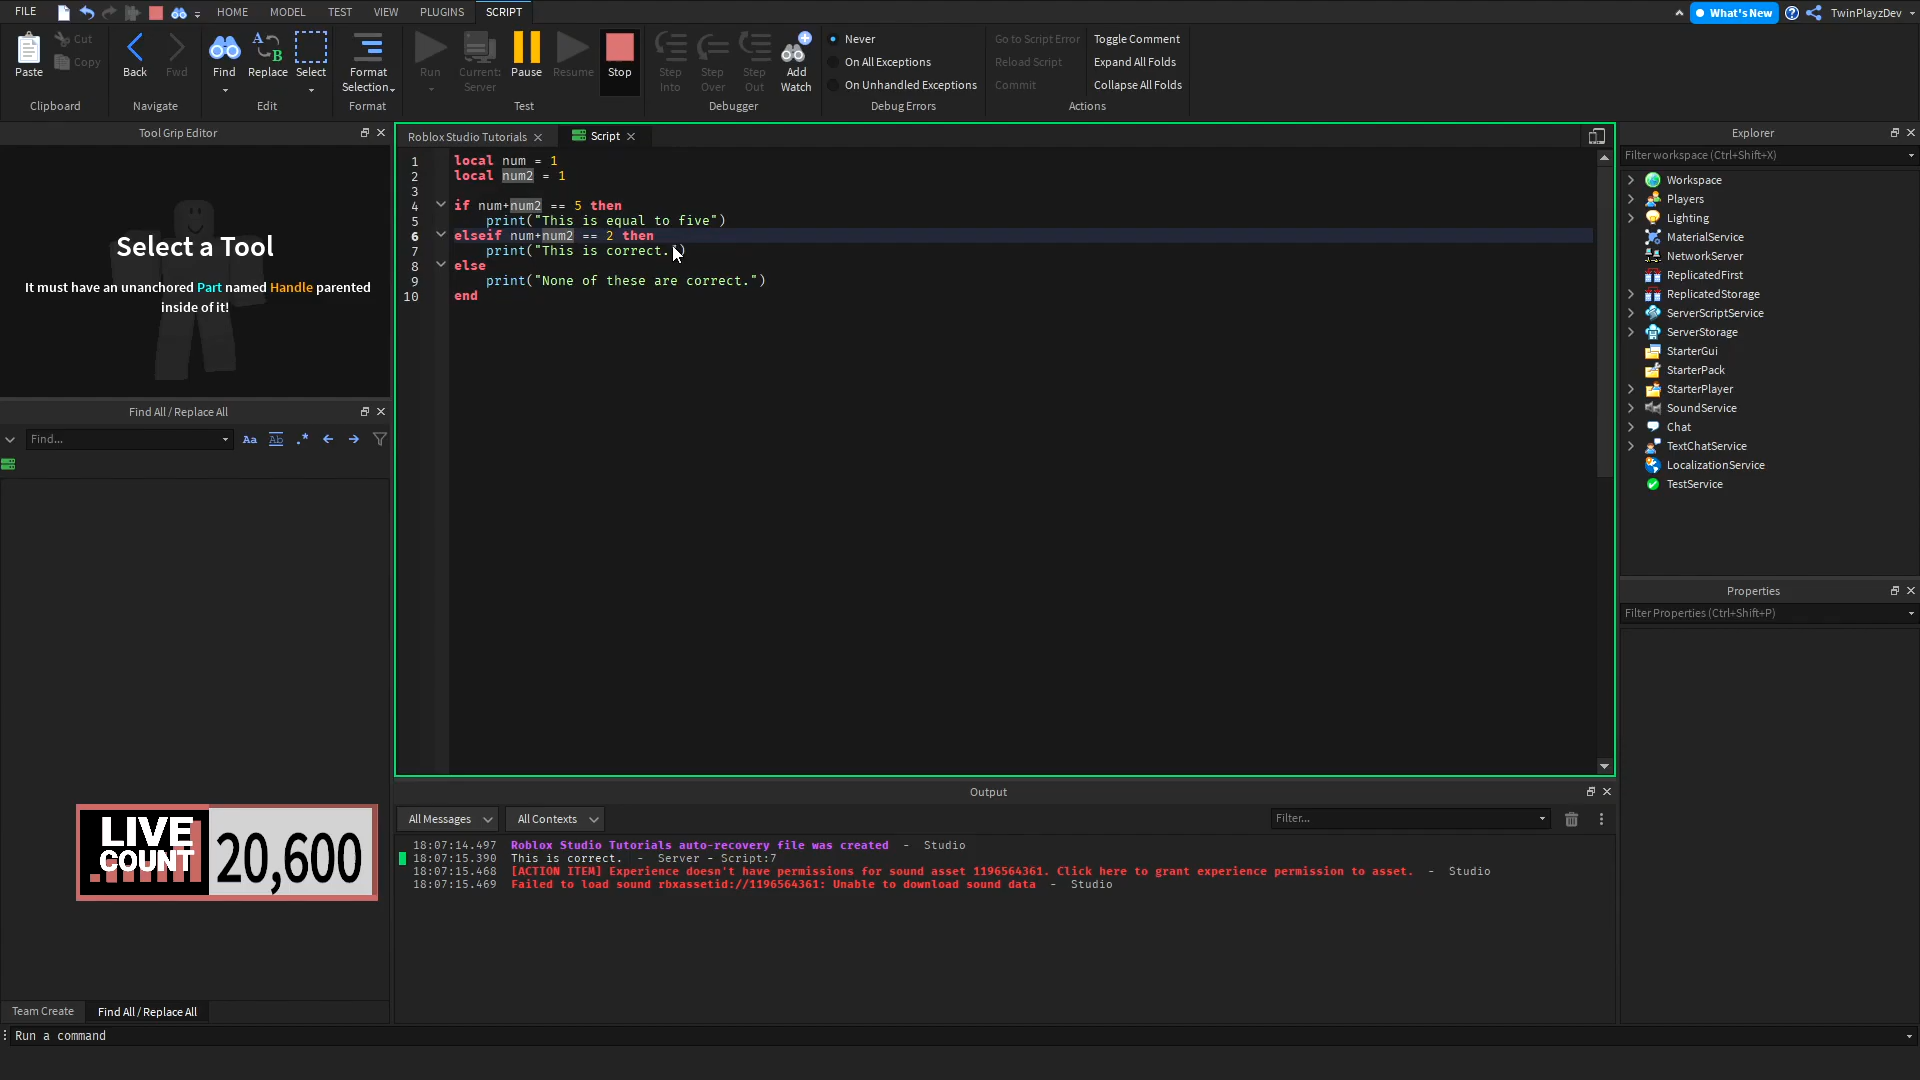 FILE HOME MODEL TEST VIEW PLUGINS SCRIPT What's New TwinPlayzDev
Paste Cut Copy Clipboard
Back Fwd Navigate
Find Replace Select Edit
Format Selection Format
Run Current: Server Pause Resume Stop Test
Step Into Step Over Step Out Add Watch Debugger
Never
On All Exceptions
On Unhandled Exceptions
Debug Errors
Go to Script Error Toggle Comment
Reload Script Expand All Folds
Commit Collapse All Folds
Actions
Tool Grip Editor
Select a Tool
It must have an unanchored Part named Handle parented
inside of it!
Find All / Replace All
Find... Aa Ab .*
LIVE
COUNT
20,600
Team Create Find All / Replace All
Roblox Studio Tutorials Script
1 local num = 1
2 local num2 = 1
3
4 if num+num2 == 5 then
5 print("This is equal to five")
6 elseif num+num2 == 2 then
7 print("This is correct.")
8 else
9 print("None of these are correct.")
10 end
Output
All Messages All Contexts Filter...
18:07:14.497 Roblox Studio Tutorials auto-recovery file was created - Studio
18:07:15.390 This is correct. - Server - Script:7
18:07:15.468 [ACTION ITEM] Experience doesn't have permissions for sound asset 1196564361. Click here to grant experience permission to asset. - Studio
18:07:15.469 Failed to load sound rbxassetid://1196564361: Unable to download sound data - Studio
Explorer
Filter workspace (Ctrl+Shift+X)
Workspace
Players
Lighting
MaterialService
NetworkServer
ReplicatedFirst
ReplicatedStorage
ServerScriptService
ServerStorage
StarterGui
StarterPack
StarterPlayer
SoundService
Chat
TextChatService
LocalizationService
TestService
Properties
Filter Properties (Ctrl+Shift+P)
Run a command